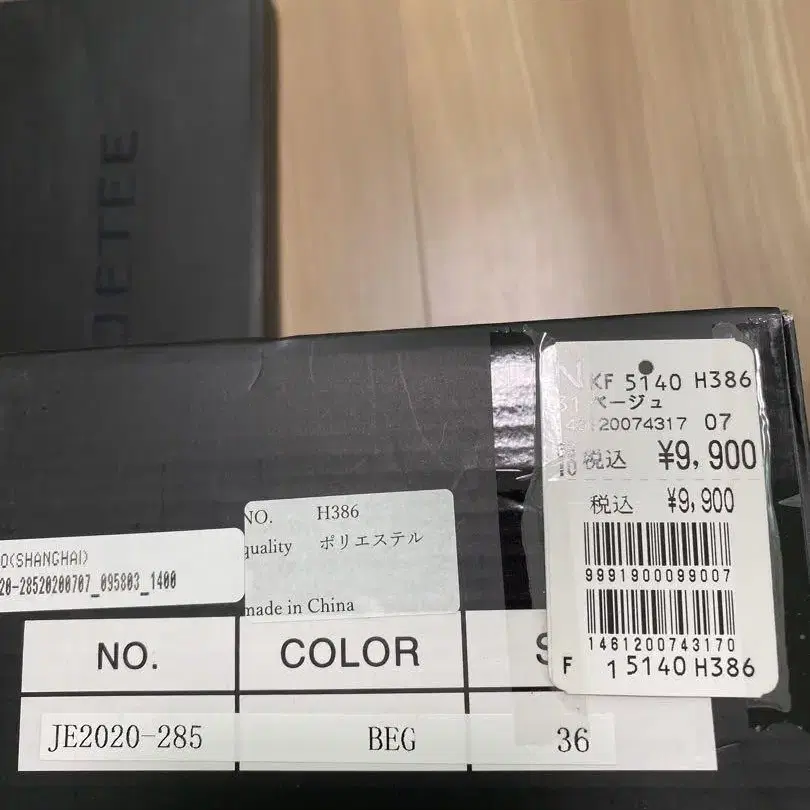 JETEE
KF 5140 H386
ベージュ
20074317 07
税込 ¥9,900
税込 ¥9,900
9991900099007
1461200743170
F 15140 H386
NO. H386
quality ポリエステル
made in China
O(SHANGHAI)
20-28520200707_095803_1400
NO. COLOR S
JE2020-285 BEG 36